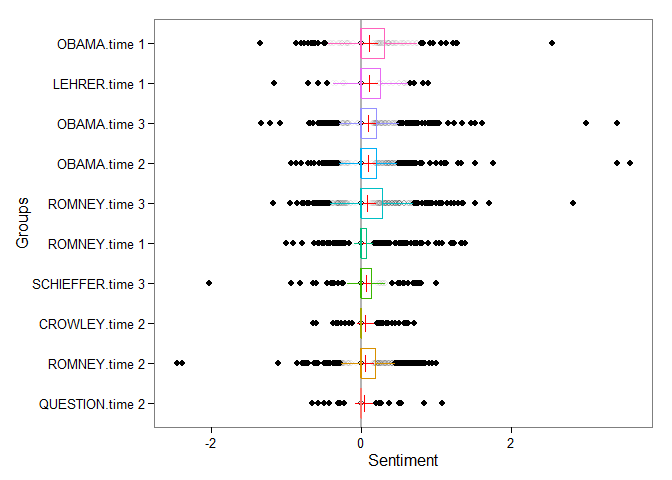 OBAMA.time 1
LEHRER.time 1
OBAMA.time 3
OBAMA.time 2
ROMNEY.time 3
ROMNEY.time 1
SCHIEFFER.time 3
CROWLEY.time 2
ROMNEY.time 2
QUESTION.time 2
Groups
-2 0 2
Sentiment